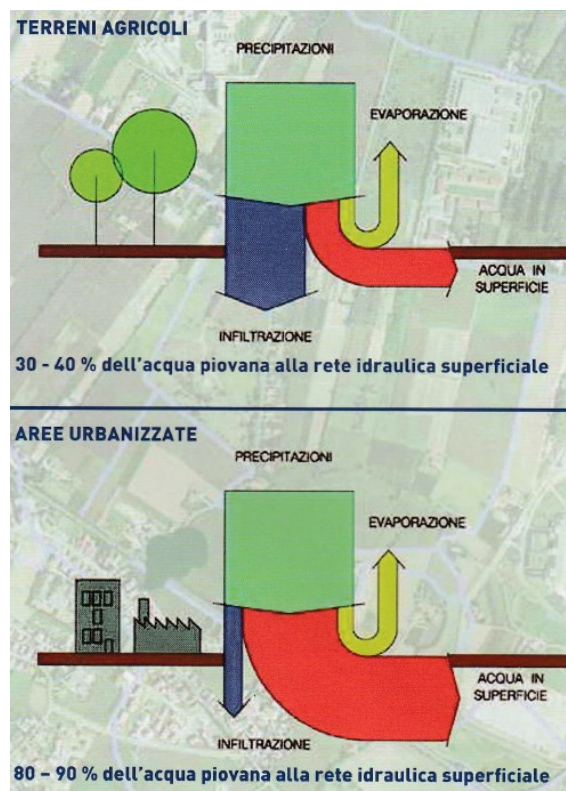 TERRENI AGRICOLI
PRECIPITAZIONI
EVAPORAZIONE
ACQUA IN
SUPERFICIE
INFILTRAZIONE
30 - 40 % dell'acqua piovana alla rete idraulica superficiale
AREE URBANIZZATE
PRECIPITAZIONI
EVAPORAZIONE
ACQUA IN
SUPERFICIE
INFILTRAZIONE
80 – 90 % dell'acqua piovana alla rete idraulica superficiale